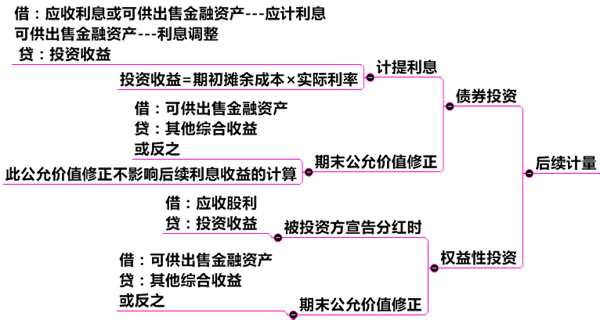 借：应收利息或可供出售金融资产---应计利息
可供出售金融资产---利息调整
贷：投资收益
投资收益=期初摊余成本×实际利率
计提利息
借：可供出售金融资产
贷：其他综合收益
或反之
此公允价值修正不影响后续利息收益的计算
期末公允价值修正
债券投资
后续计量
借：应收股利
贷：投资收益
被投资方宣告分红时
借：可供出售金融资产
贷：其他综合收益
或反之
期末公允价值修正
权益性投资